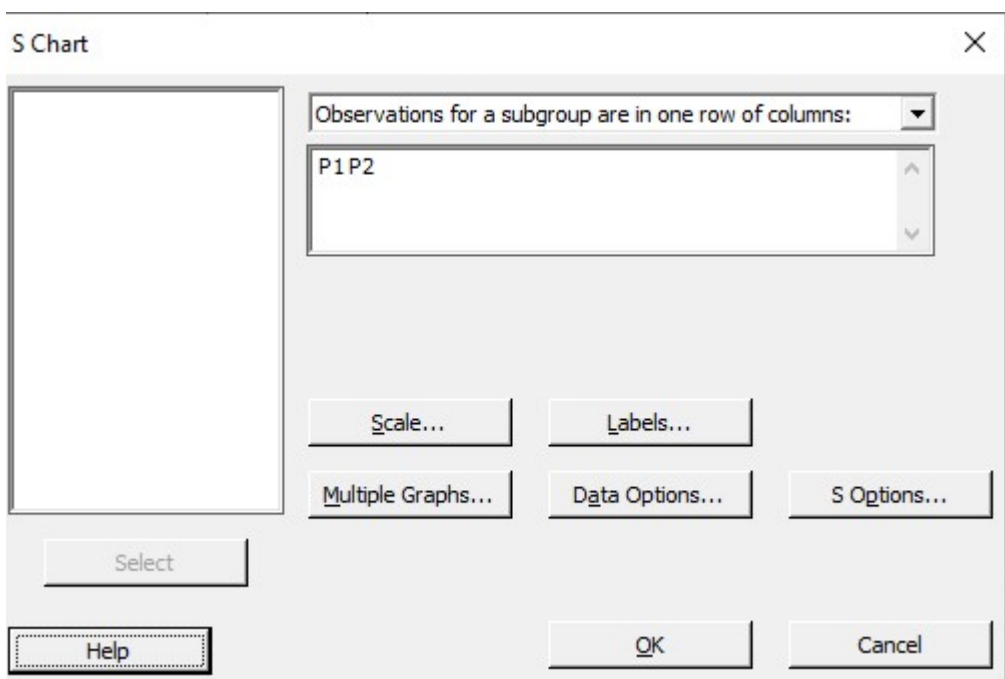 S Chart
Observations for a subgroup are in one row of columns:
P1 P2
Scale...
Labels...
Multiple Graphs...
Data Options...
S Options...
Select
Help
OK
Cancel